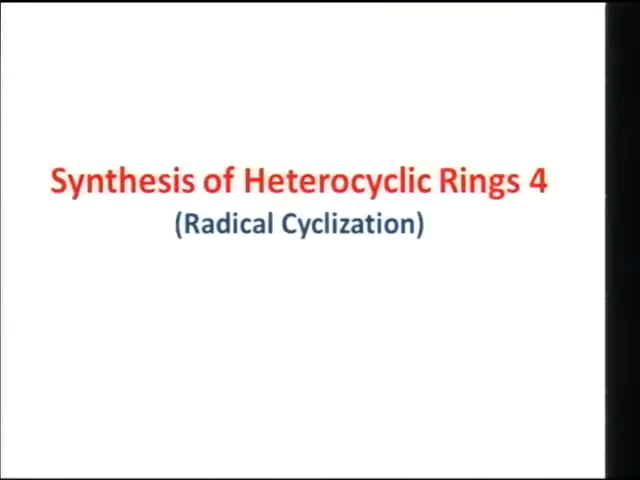 Synthesis of Heterocyclic Rings 4
(Radical Cyclization)